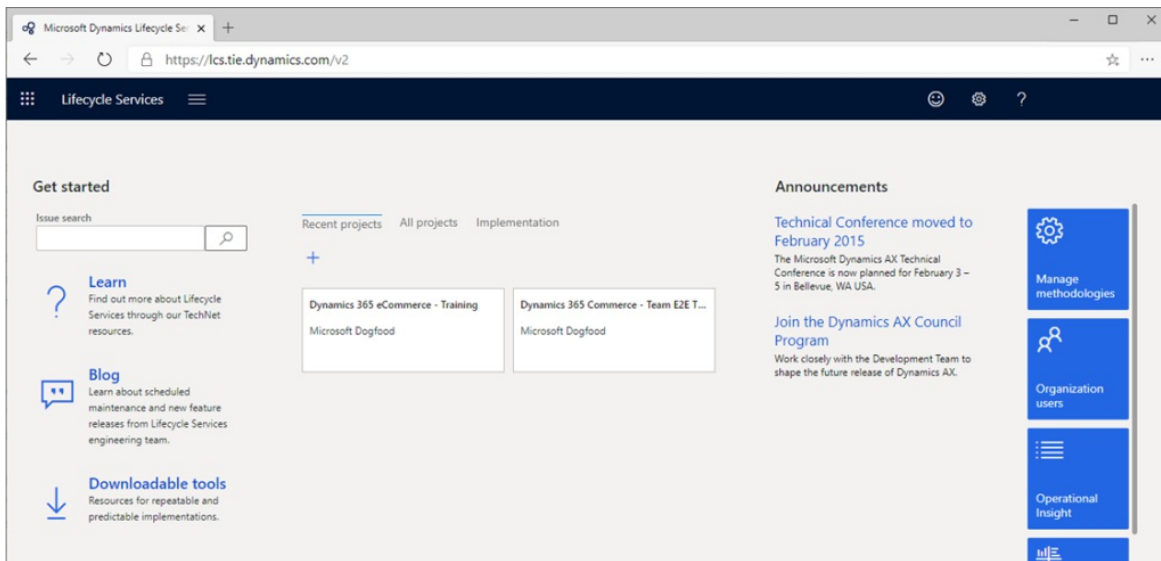 Microsoft Dynamics Lifecycle Ser
https://lcs.tie.dynamics.com/v2
Lifecycle Services
Get started
Issue search
Learn
Find out more about Lifecycle
Services through our TechNet
resources.
Blog
Learn about scheduled
maintenance and new feature
releases from Lifecycle Services
engineering team.
Downloadable tools
Resources for repeatable and
predictable implementations.
Recent projects All projects Implementation
+
Dynamics 365 eCommerce - Training
Microsoft Dogfood
Dynamics 365 Commerce - Team E2E T...
Microsoft Dogfood
Announcements
Technical Conference moved to
February 2015
The Microsoft Dynamics AX Technical
Conference is now planned for February 3 –
5 in Bellevue, WA USA.
Join the Dynamics AX Council
Program
Work closely with the Development Team to
shape the future release of Dynamics AX.
Manage
methodologies
Organization
users
Operational
Insight